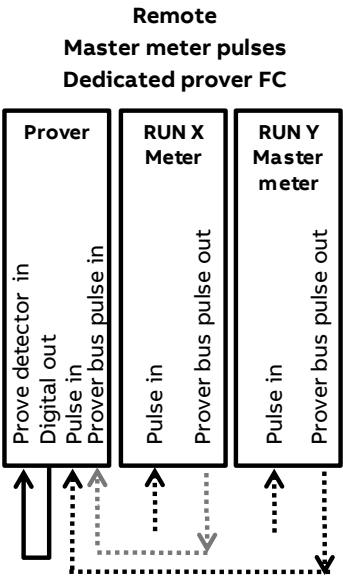 Remote
Master meter pulses
Dedicated prover FC
Prover
Prove detector in
Digital out
Pulse in
Prover bus pulse in
RUN X
Meter
Pulse in
Prover bus pulse out
RUN Y
Master
meter
Pulse in
Prover bus pulse out